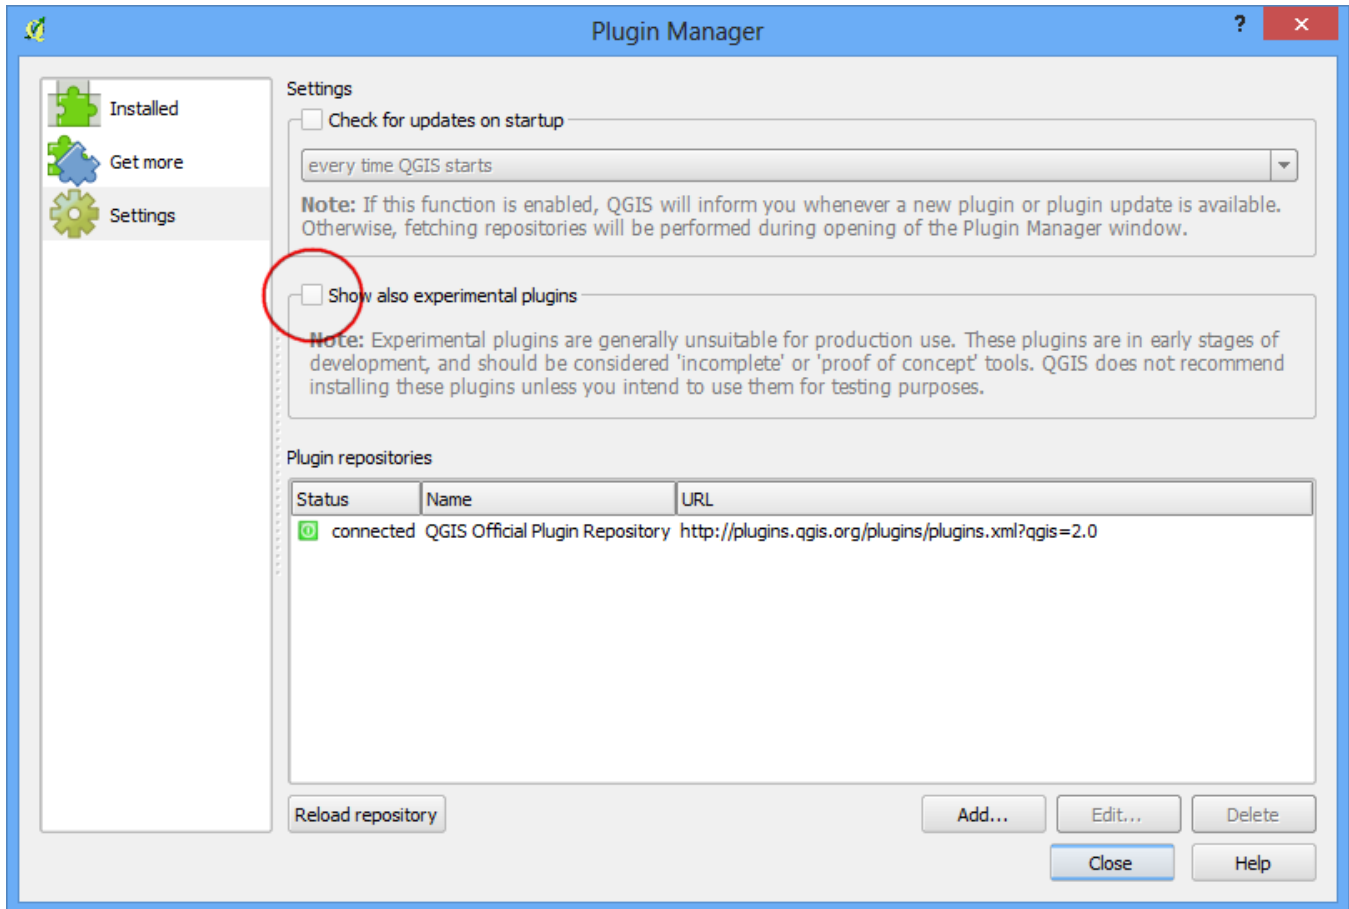 Plugin Manager
?
Installed
Get more
Settings
Settings
Check for updates on startup
every time QGIS starts
Note: If this function is enabled, QGIS will inform you whenever a new plugin or plugin update is available.
Otherwise, fetching repositories will be performed during opening of the Plugin Manager window.
Show also experimental plugins
Note: Experimental plugins are generally unsuitable for production use. These plugins are in early stages of
development, and should be considered 'incomplete' or 'proof of concept' tools. QGIS does not recommend
installing these plugins unless you intend to use them for testing purposes.
Plugin repositories
Status Name URL
connected QGIS Official Plugin Repository http://plugins.qgis.org/plugins/plugins.xml?qgis=2.0
Reload repository Add... Edit... Delete
Close Help